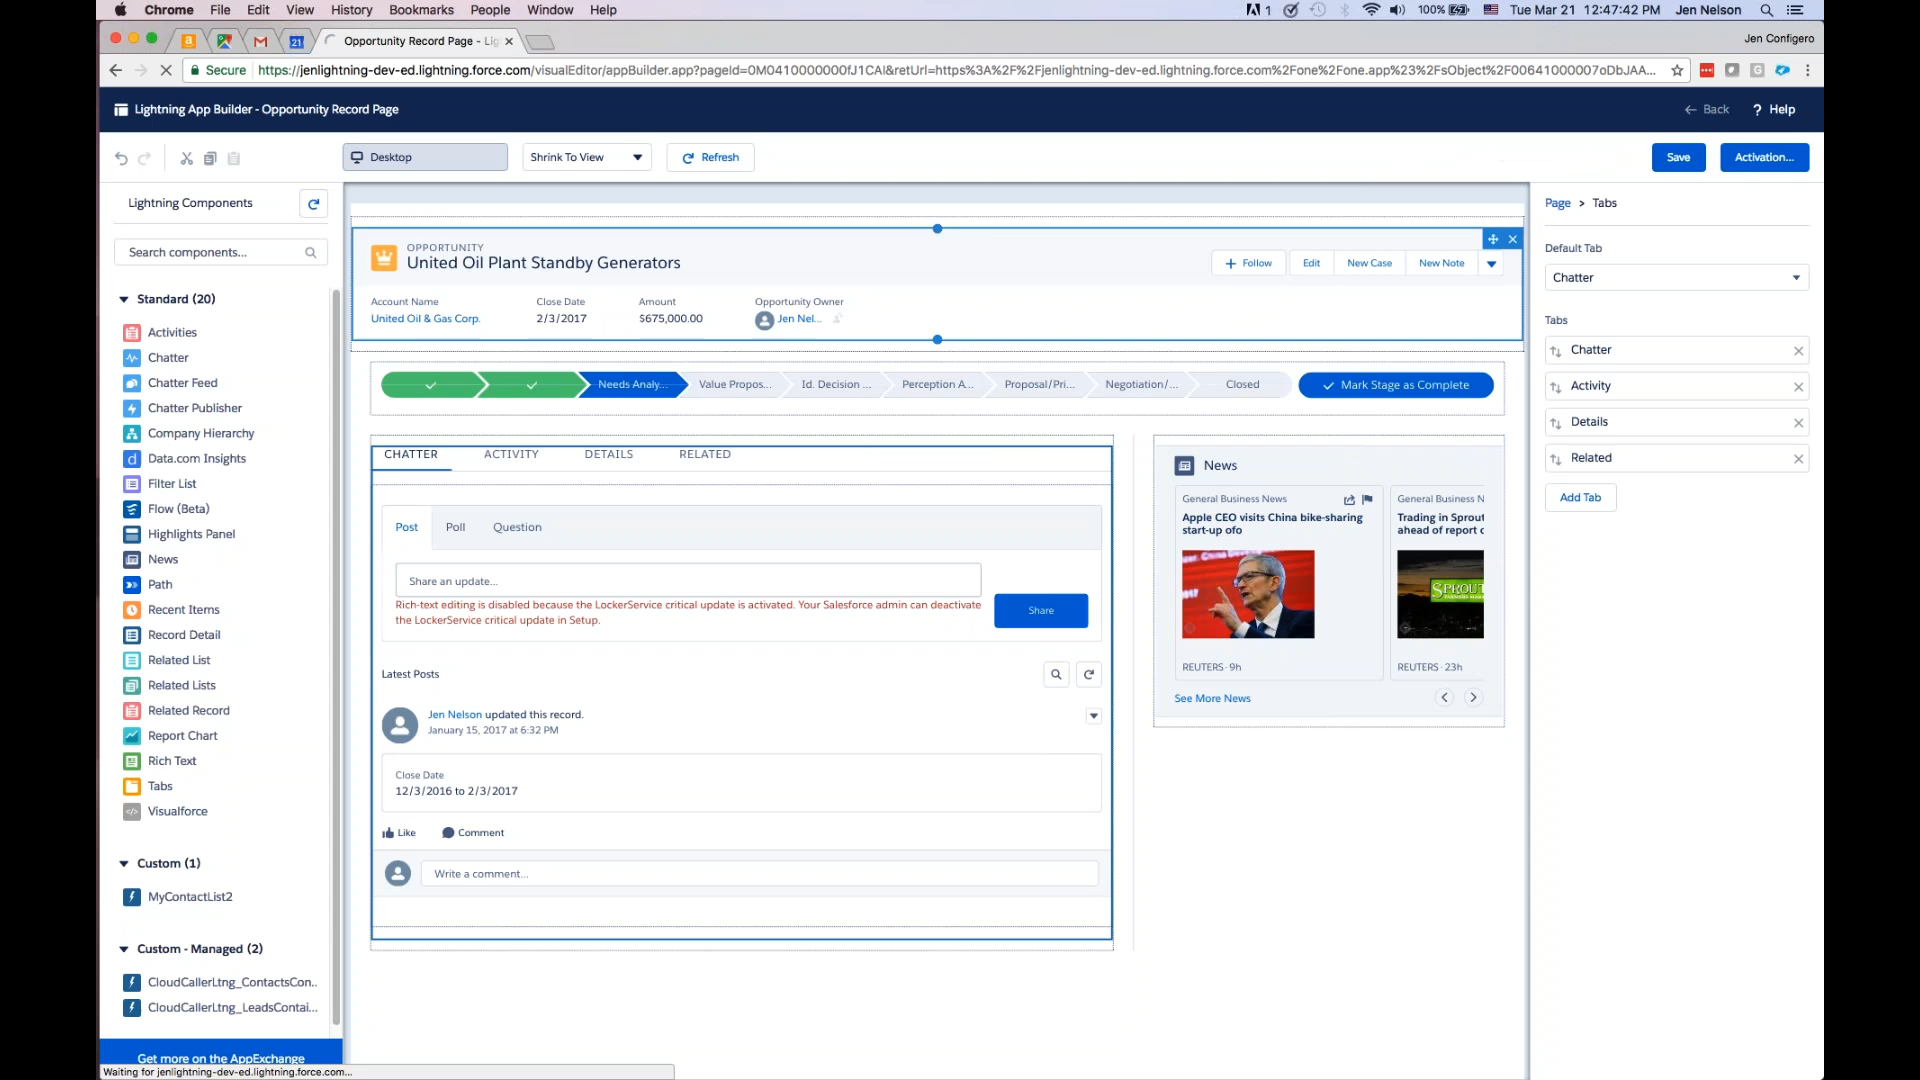 Chrome File Edit View History Bookmarks People Window Help
1 100% Tue Mar 21 12:47:42 PM Jen Nelson
a 21 Opportunity Record Page - Lig Jen Configero
Secure https://jenlightning-dev-ed.lightning.force.com/visualEditor/appBuilder.app?pageId=0M0410000000fJ1CAI&retUrl=https%3A%2F%2Fjenlightning-dev-ed.lightning.force.com%2Fone%2Fone.app%23%2FsObject%2F00641000007oDbJAA...
Lightning App Builder - Opportunity Record Page Back ? Help
Desktop Shrink To View Refresh Save Activation...
Lightning Components
Search components...
Standard (20)
Activities
Chatter
Chatter Feed
Chatter Publisher
Company Hierarchy
Data.com Insights
Filter List
Flow (Beta)
Highlights Panel
News
Path
Recent Items
Record Detail
Related List
Related Lists
Related Record
Report Chart
Rich Text
Tabs
Visualforce
Custom (1)
MyContactList2
Custom - Managed (2)
CloudCallerLtng_ContactsCon...
CloudCallerLtng_LeadsContai...
Get more on the AppExchange
Waiting for jenlightning-dev-ed.lightning.force.com...
OPPORTUNITY
United Oil Plant Standby Generators
+ Follow Edit New Case New Note
Account Name Close Date Amount Opportunity Owner
United Oil & Gas Corp. 2/3/2017 $675,000.00 Jen Nel...
Needs Analy... Value Propos... Id. Decision ... Perception A... Proposal/Pri... Negotiation/... Closed Mark Stage as Complete
CHATTER ACTIVITY DETAILS RELATED
Post Poll Question
Share an update...
Rich-text editing is disabled because the LockerService critical update is activated. Your Salesforce admin can deactivate
the LockerService critical update in Setup.
Share
Latest Posts
Jen Nelson updated this record.
January 15, 2017 at 6:32 PM
Close Date
12/3/2016 to 2/3/2017
Like Comment
Write a comment...
News
General Business News
Apple CEO visits China bike-sharing
start-up ofo
REUTERS · 9h
General Business N
Trading in Sprout
ahead of report c
SPROUT
REUTERS · 23h
See More News
Page > Tabs
Default Tab
Chatter
Tabs
Chatter
Activity
Details
Related
Add Tab